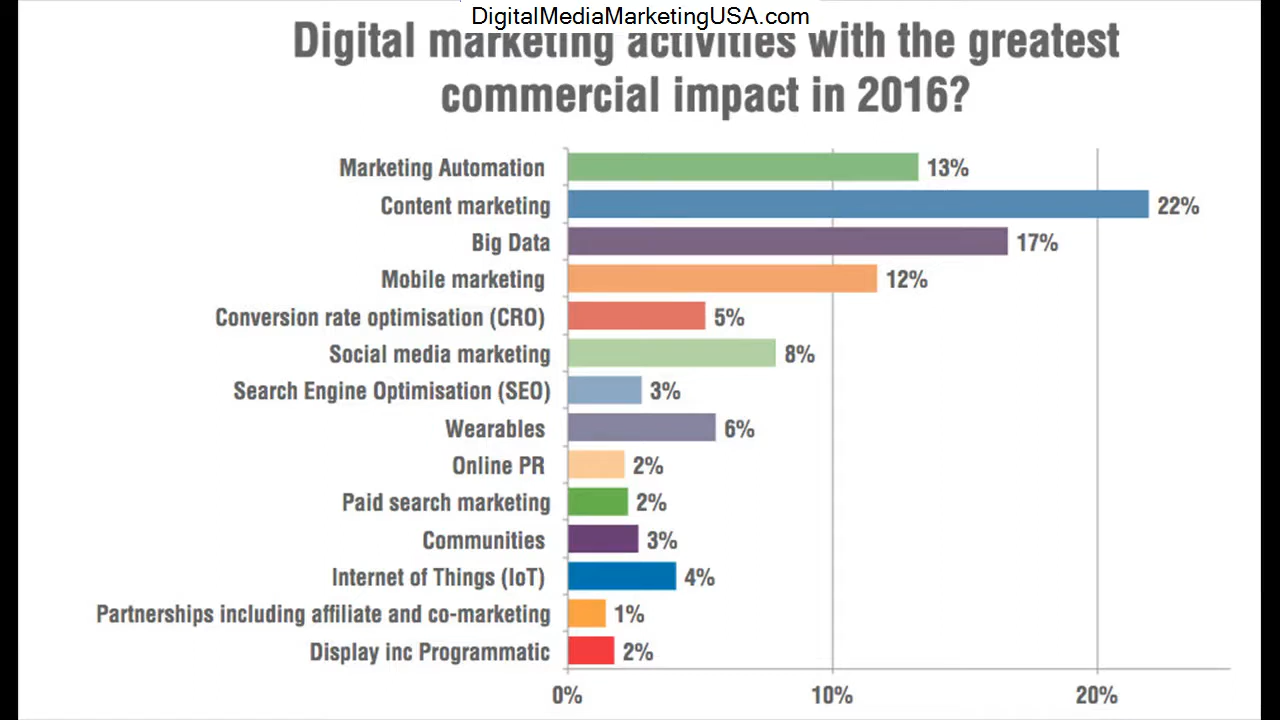 DigitalMediaMarketingUSA.com
Digital marketing activities with the greatest
commercial impact in 2016?
Marketing Automation 13%
Content marketing 22%
Big Data 17%
Mobile marketing 12%
Conversion rate optimisation (CRO) 5%
Social media marketing 8%
Search Engine Optimisation (SEO) 3%
Wearables 6%
Online PR 2%
Paid search marketing 2%
Communities 3%
Internet of Things (IoT) 4%
Partnerships including affiliate and co-marketing 1%
Display inc Programmatic 2%
0% 10% 20%